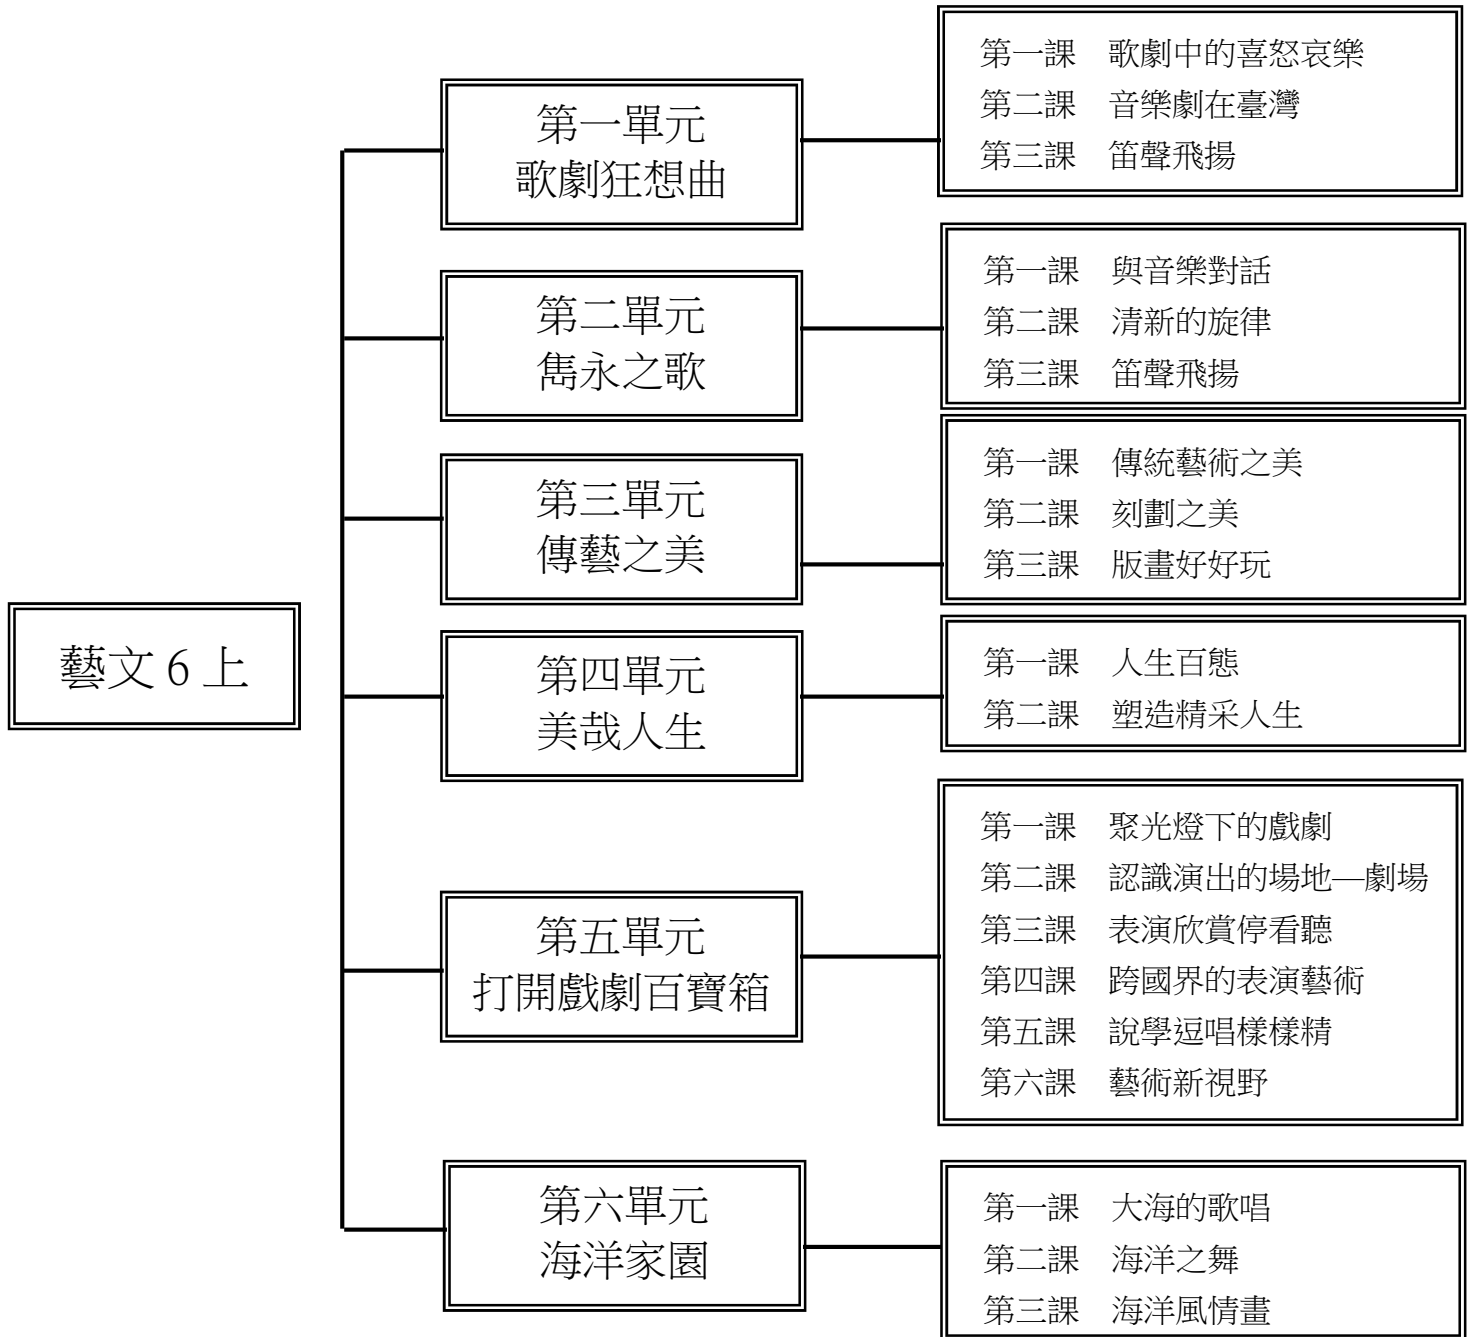 藝文 6 上
第一單元
歌劇狂想曲
第一課 歌劇中的喜怒哀樂
第二課 音樂劇在臺灣
第三課 笛聲飛揚
第二單元
雋永之歌
第一課 與音樂對話
第二課 清新的旋律
第三課 笛聲飛揚
第三單元
傳藝之美
第一課 傳統藝術之美
第二課 刻劃之美
第三課 版畫好好玩
第四單元
美哉人生
第一課 人生百態
第二課 塑造精采人生
第五單元
打開戲劇百寶箱
第一課 聚光燈下的戲劇
第二課 認識演出的場地—劇場
第三課 表演欣賞停看聽
第四課 跨國界的表演藝術
第五課 說學逗唱樣樣精
第六課 藝術新視野
第六單元
海洋家園
第一課 大海的歌唱
第二課 海洋之舞
第三課 海洋風情畫